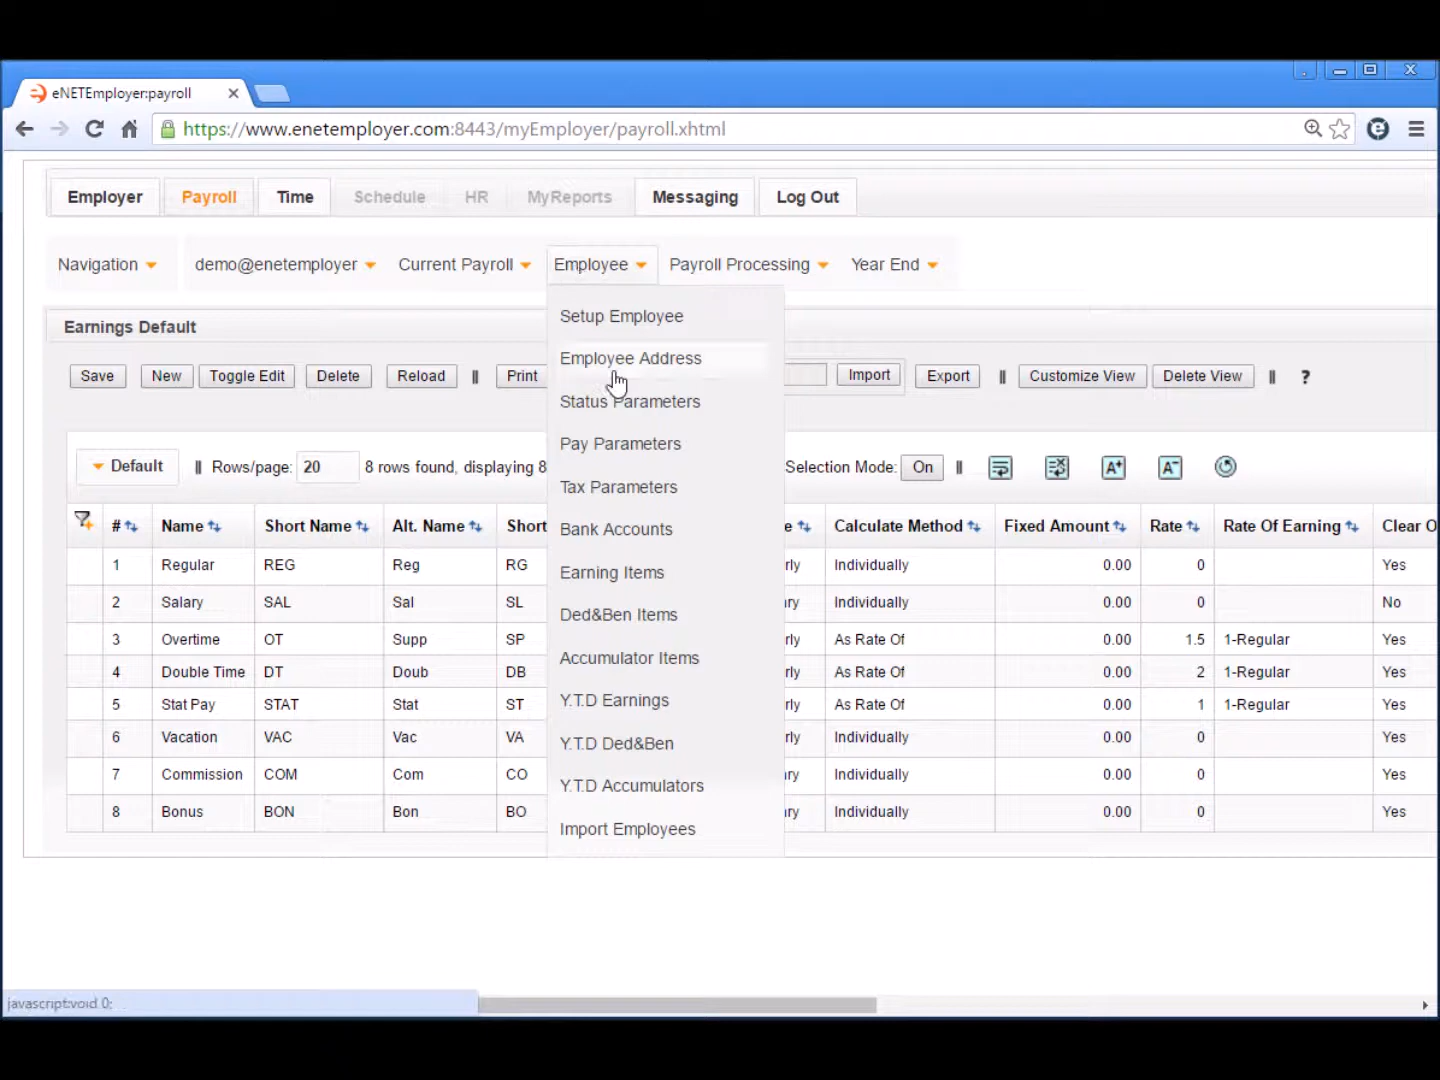 eNETEmployer:payroll
https://www.enetemployer.com:8443/myEmployer/payroll.xhtml
Employer Payroll Time Schedule HR MyReports Messaging Log Out
Navigation demo@enetemployer Current Payroll Employee Payroll Processing Year End
Setup Employee
Employee Address
Status Parameters
Pay Parameters
Tax Parameters
Bank Accounts
Earning Items
Ded&Ben Items
Accumulator Items
Y.T.D Earnings
Y.T.D Ded&Ben
Y.T.D Accumulators
Import Employees
Earnings Default
Save New Toggle Edit Delete Reload || Print Import Export || Customize View Delete View || ?
Default || Rows/page: 20 8 rows found, displaying 8 Selection Mode: On || A+ A-
# Name Short Name Alt. Name Short Calculate Method Fixed Amount Rate Rate Of Earning Clear O
1 Regular REG Reg RG rly Individually 0.00 0 Yes
2 Salary SAL Sal SL ry Individually 0.00 0 No
3 Overtime OT Supp SP rly As Rate Of 0.00 1.5 1-Regular Yes
4 Double Time DT Doub DB rly As Rate Of 0.00 2 1-Regular Yes
5 Stat Pay STAT Stat ST rly As Rate Of 0.00 1 1-Regular Yes
6 Vacation VAC Vac VA rly Individually 0.00 0 Yes
7 Commission COM Com CO ry Individually 0.00 0 Yes
8 Bonus BON Bon BO ry Individually 0.00 0 Yes
javascript:void 0;